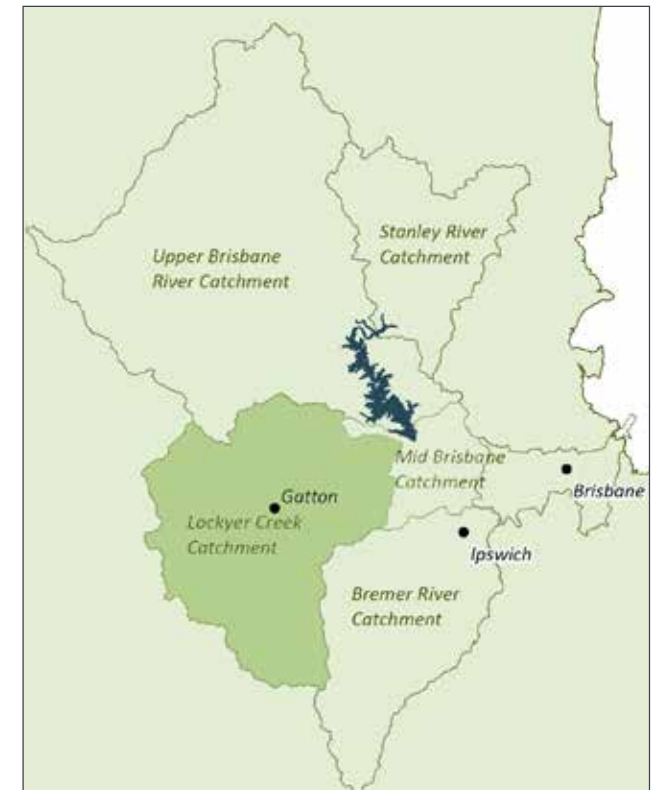 Stanley River
Catchment
Upper Brisbane
River Catchment
Mid Brisbane
Catchment
Brisbane
Gatton
Lockyer Creek
Catchment
Ipswich
Bremer River
Catchment